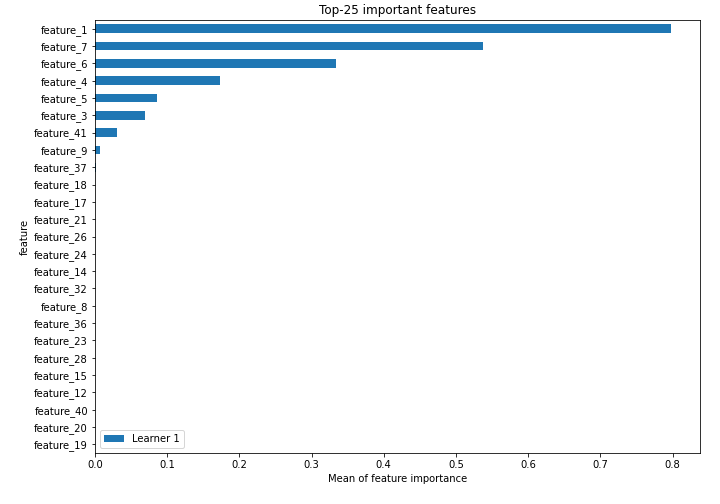 Top-25 important features
feature_1
feature_7
feature_6
feature_4
feature_5
feature_3
feature_41
feature_9
feature_37
feature_18
feature_17
feature_21
feature_26
feature_24
feature_14
feature_32
feature_8
feature_36
feature_23
feature_28
feature_15
feature_12
feature_40
feature_20
feature_19
feature
Learner 1
0.0 0.1 0.2 0.3 0.4 0.5 0.6 0.7 0.8
Mean of feature importance